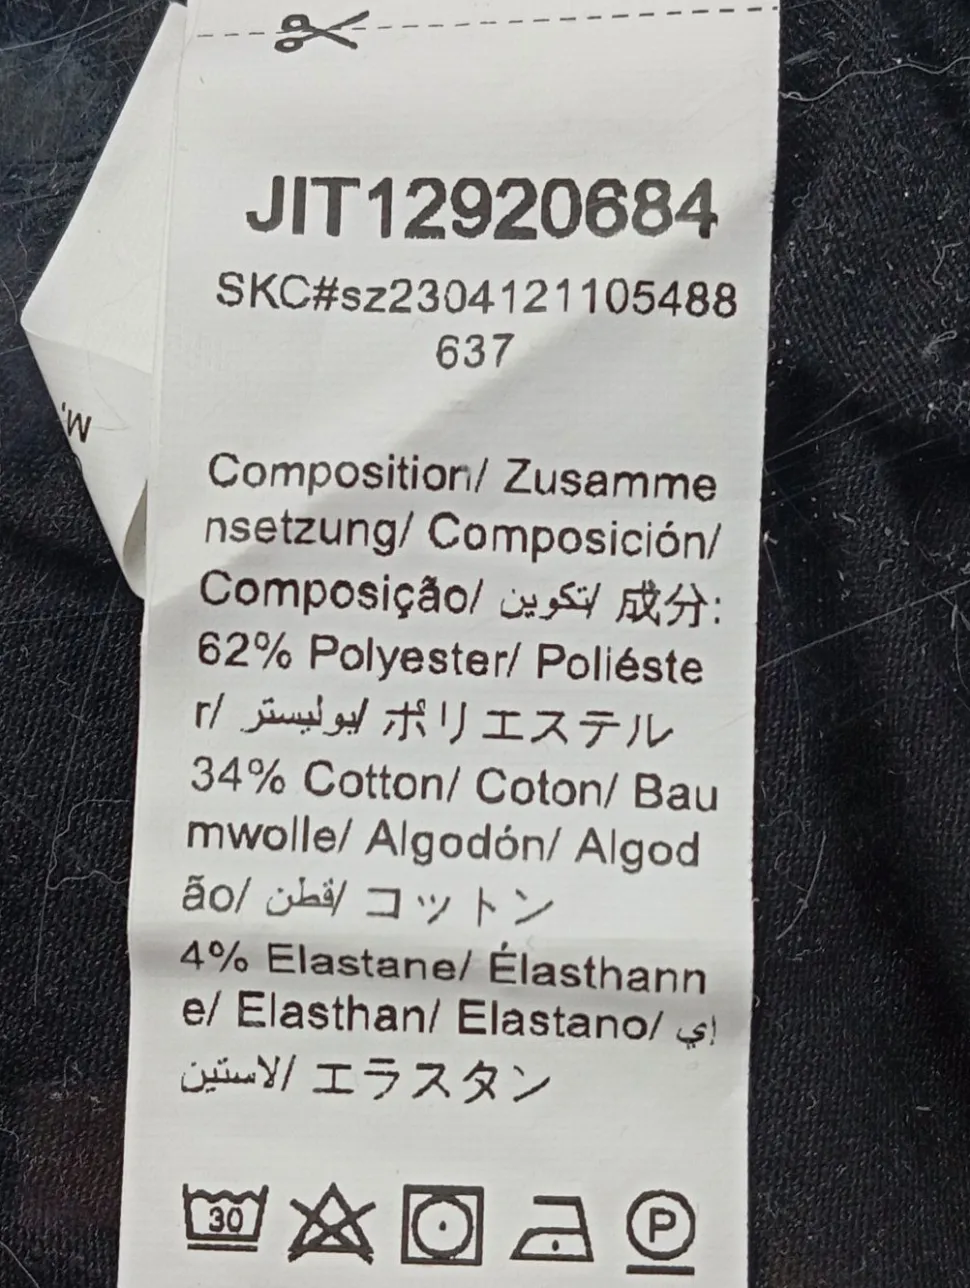 JIT12920684
SKC#sz2304121105488
637
Composition/ Zusamme
nsetzung/ Composición/
Composição/ تكوين/ 成分:
62% Polyester/ Poliéste
r/ بوليستر/ ポリエステル
34% Cotton/ Coton/ Bau
mwolle/ Algodón/ Algod
ão/ قطن/ コットン
4% Elastane/ Élasthann
e/ Elasthan/ Elastano/ إي
لاستين/ エラスタン
30 P